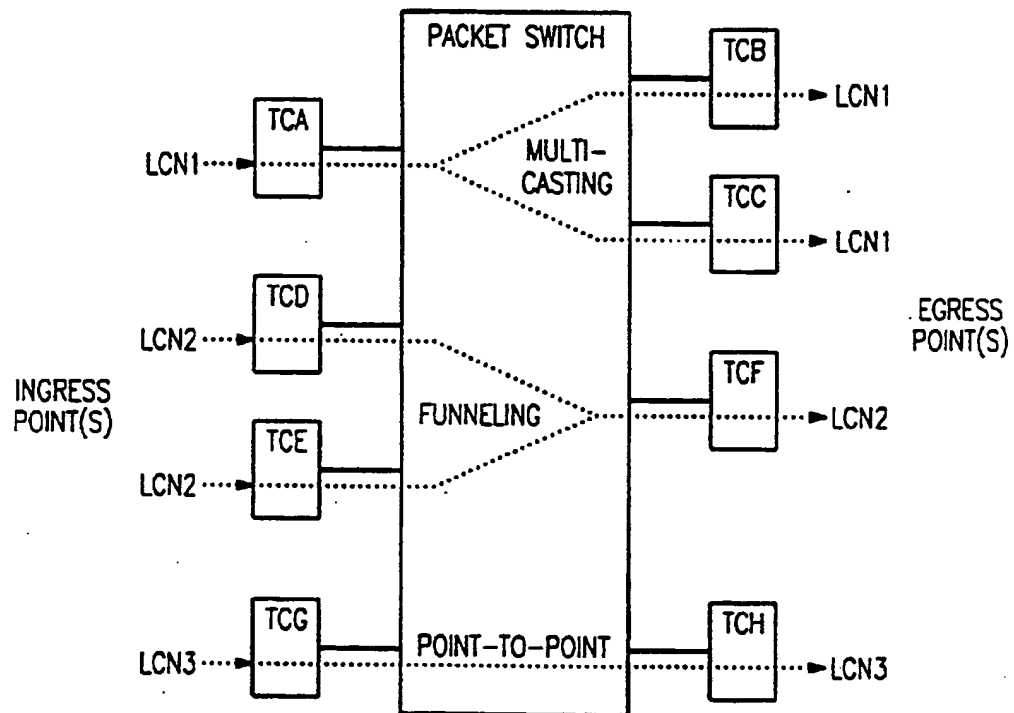 PACKET SWITCH
TCB
LCN1
TCA
LCN1
MULTI-
CASTING
TCC
LCN1
TCD
LCN2
EGRESS
POINT(S)
INGRESS
POINT(S)
FUNNELING
TCF
LCN2
TCE
LCN2
TCG
LCN3
POINT-TO-POINT
TCH
LCN3